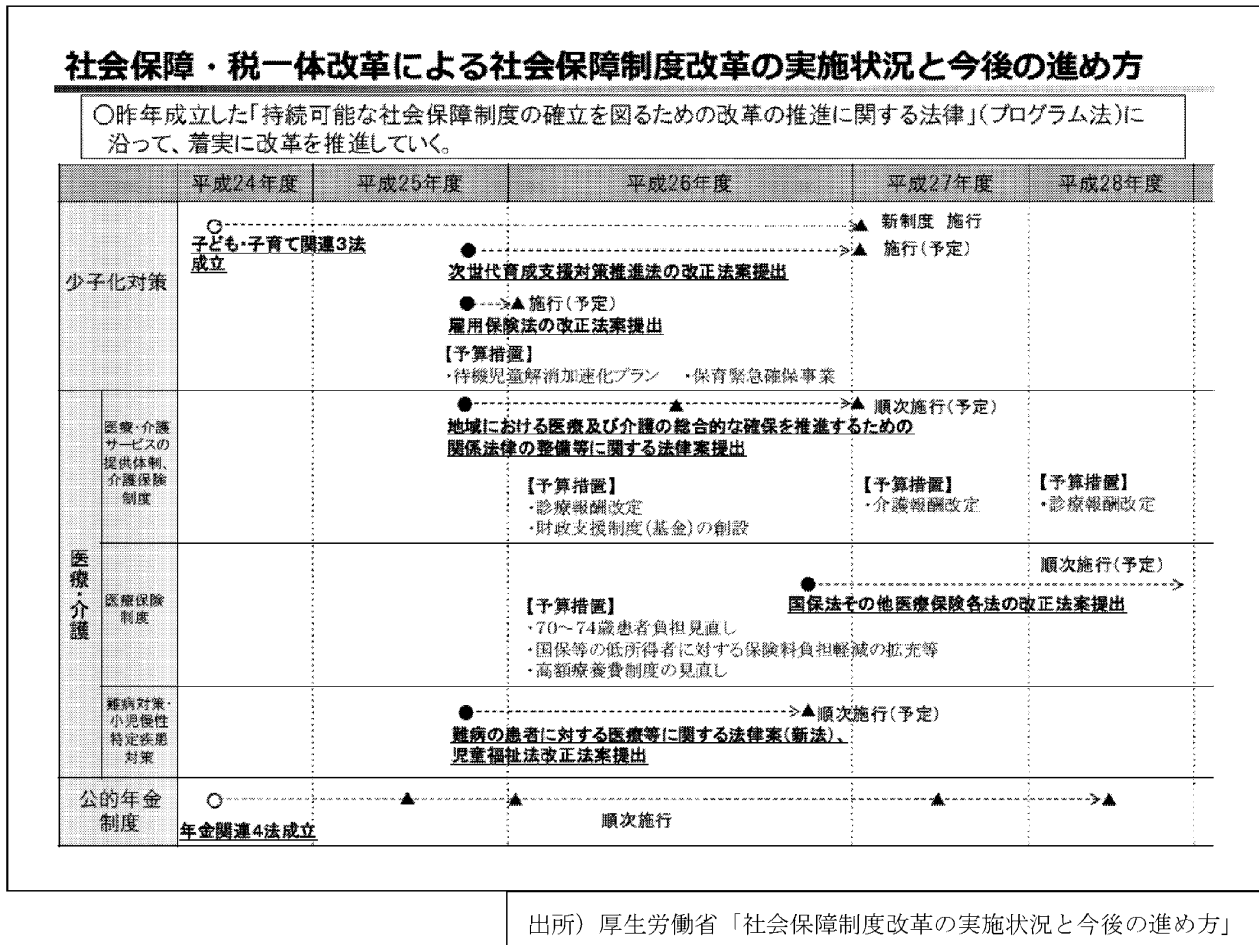 社会保障・税一体改革による社会保障制度改革の実施状況と今後の進め方
○昨年成立した「持続可能な社会保障制度の確立を図るための改革の推進に関する法律」(プログラム法)に
沿って、着実に改革を推進していく。
平成24年度 平成25年度 平成26年度 平成27年度 平成28年度
少子化対策
新制度 施行
子ども・子育て関連3法
成立
施行(予定)
次世代育成支援対策推進法の改正法案提出
施行(予定)
雇用保険法の改正法案提出
【予算措置】
・待機児童解消加速化プラン ・保育緊急確保事業
医療・介護
医療・介護
サービスの
提供体制、
介護保険
制度
順次施行(予定)
地域における医療及び介護の総合的な確保を推進するための
関係法律の整備等に関する法律案提出
【予算措置】
・診療報酬改定
・財政支援制度(基金)の創設
【予算措置】
・介護報酬改定
【予算措置】
・診療報酬改定
医療保険
制度
順次施行(予定)
国保法その他医療保険各法の改正法案提出
【予算措置】
・70~74歳患者負担見直し
・国保等の低所得者に対する保険料負担軽減の拡充等
・高額療養費制度の見直し
難病対策・
小児慢性
特定疾患
対策
順次施行(予定)
難病の患者に対する医療等に関する法律案(新法)、
児童福祉法改正法案提出
公的年金
制度
年金関連4法成立
順次施行
出所)厚生労働省「社会保障制度改革の実施状況と今後の進め方」